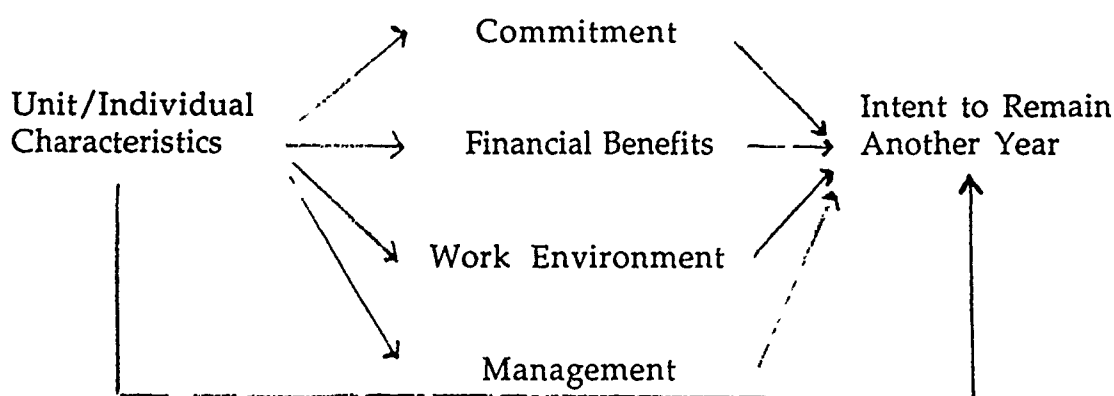 Commitment
Unit/Individual
Characteristics
Financial Benefits
Intent to Remain
Another Year
Work Environment
Management